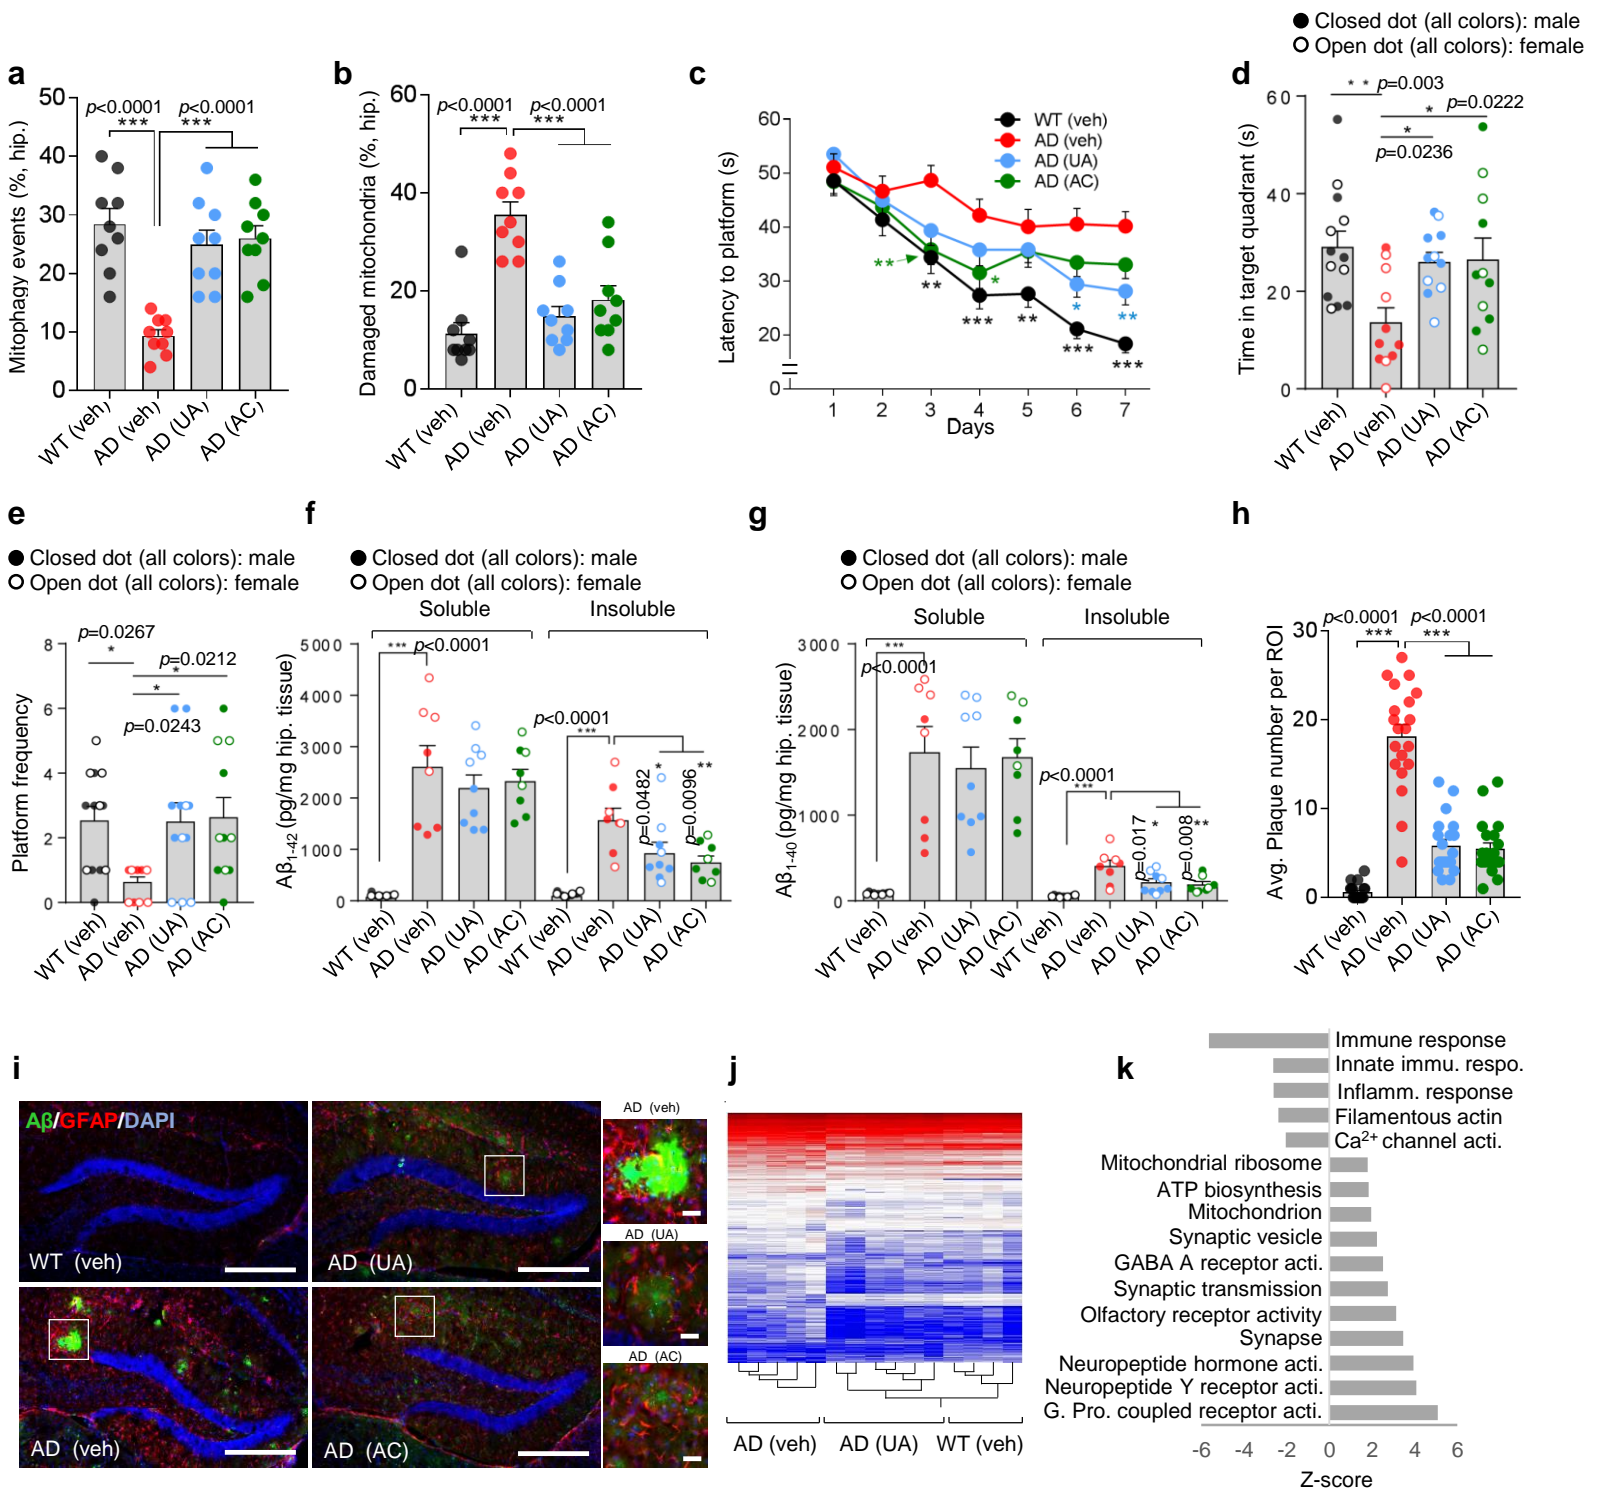 Closed dot (all colors): male
Open dot (all colors): female
a
b
c
d
50
40
30
20
10
0
Mitophagy events (%, hip.)
p<0.0001
***
p<0.0001
***
WT (veh)
AD (veh)
AD (UA)
AD (AC)
60
40
20
0
Damaged mitochondria (%, hip.)
p<0.0001
***
p<0.0001
***
WT (veh)
AD (veh)
AD (UA)
AD (AC)
60
50
40
30
20
0
Latency to platform (s)
WT (veh)
AD (veh)
AD (UA)
AD (AC)
**
**
*
***
**
*
***
**
***
1 2 3 4 5 6 7
Days
60
40
20
0
Time in target quadrant (s)
** p=0.003
* p=0.0222
*
p=0.0236
WT (veh)
AD (veh)
AD (UA)
AD (AC)
e
f
g
h
Closed dot (all colors): male
Open dot (all colors): female
8
6
4
2
0
Platform frequency
p=0.0267
*
p=0.0212
*
*
p=0.0243
WT (veh)
AD (veh)
AD (UA)
AD (AC)
Closed dot (all colors): male
Open dot (all colors): female
Soluble
Insoluble
5000
4000
3000
2000
1000
0
Aβ1-42 (pg/mg hip. tissue)
*** p<0.0001
p<0.0001
***
p=0.0482
*
p=0.0096
**
WT (veh)
AD (veh)
AD (UA)
AD (AC)
WT (veh)
AD (veh)
AD (UA)
AD (AC)
Closed dot (all colors): male
Open dot (all colors): female
Soluble
Insoluble
3000
2000
1000
0
Aβ1-40 (pg/mg hip. tissue)
***
p<0.0001
p<0.0001
***
p=0.017
*
p=0.008
**
WT (veh)
AD (veh)
AD (UA)
AD (AC)
WT (veh)
AD (veh)
AD (UA)
AD (AC)
30
20
10
0
Avg. Plaque number per ROI
p<0.0001
***
p<0.0001
***
WT (veh)
AD (veh)
AD (UA)
AD (AC)
i
j
k
Aβ/GFAP/DAPI
WT (veh)
AD (UA)
AD (veh)
AD (AC)
AD (veh)
AD (UA)
AD (AC)
AD (veh)
AD (UA)
WT (veh)
Immune response
Innate immu. respo.
Inflamm. response
Filamentous actin
Ca2+ channel acti.
Mitochondrial ribosome
ATP biosynthesis
Mitochondrion
Synaptic vesicle
GABA A receptor acti.
Synaptic transmission
Olfactory receptor activity
Synapse
Neuropeptide hormone acti.
Neuropeptide Y receptor acti.
G. Pro. coupled receptor acti.
-6 -4 -2 0 2 4 6
Z-score